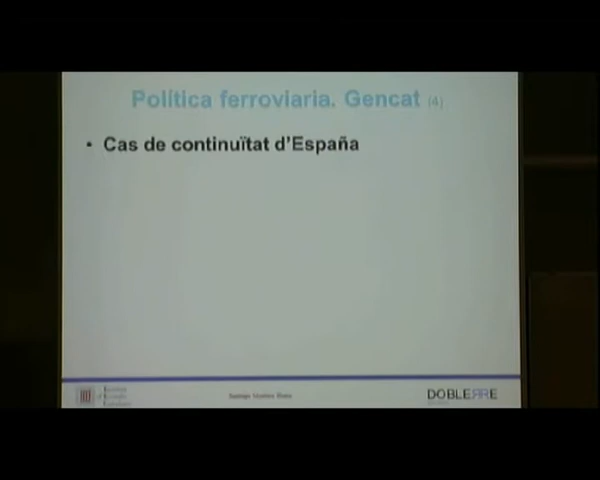 Política ferroviaria. Gencat (4)
• Cas de continuïtat d'España
DOBLERRE